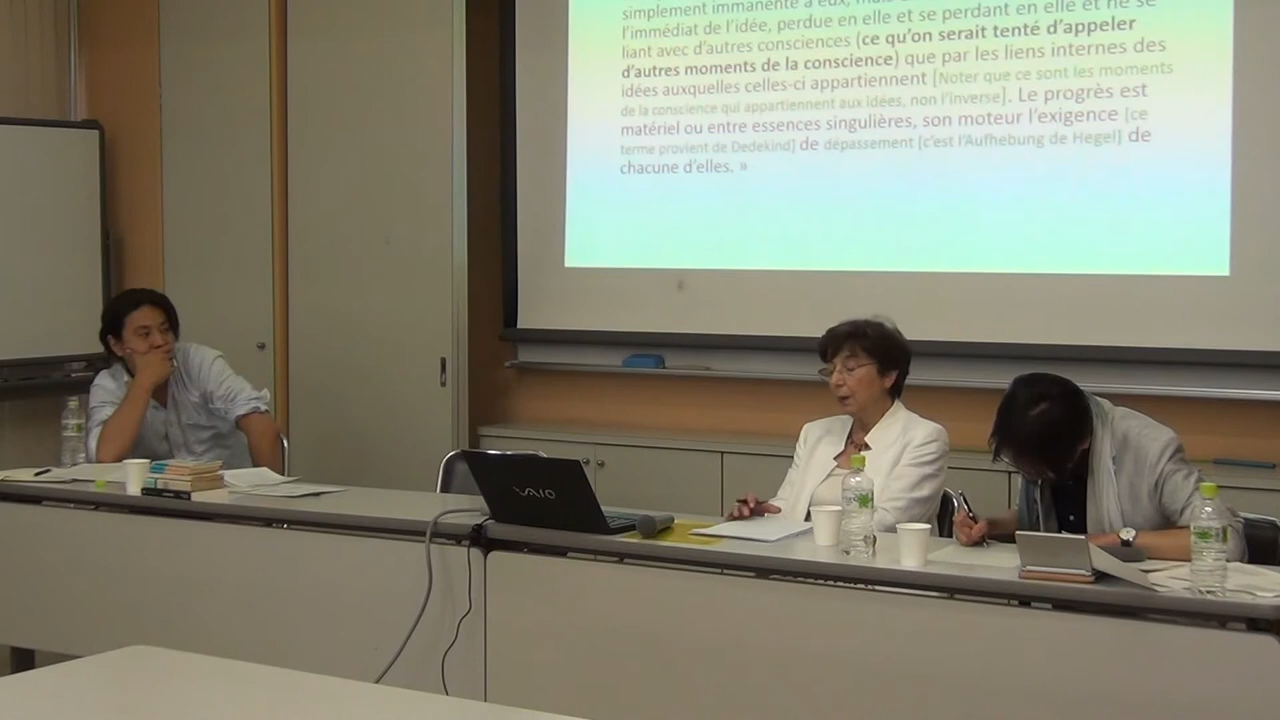 simplement immanente à eux, mais
l'immédiat de l'idée, perdue en elle et se perdant en elle et ne se
liant avec d'autres consciences (ce qu'on serait tenté d'appeler
d'autres moments de la conscience) que par les liens internes des
idées auxquelles celles-ci appartiennent [Noter que ce sont les moments
de la conscience qui appartiennent aux idées, non l'inverse]. Le progrès est
matériel ou entre essences singulières, son moteur l'exigence [ce
terme provient de Dedekind] de dépassement [c'est l'Aufhebung de Hegel] de
chacune d'elles. »
VAIO